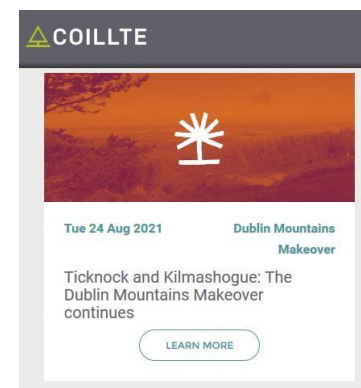 COILLTE
Tue 24 Aug 2021
Dublin Mountains
Makeover
Ticknock and Kilmashogue: The
Dublin Mountains Makeover
continues
LEARN MORE